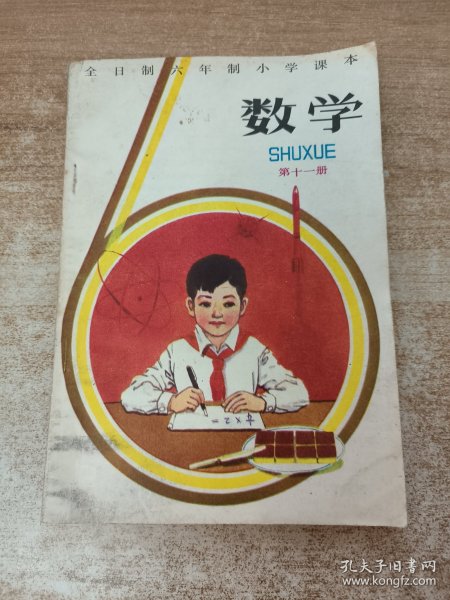 全日制六年制小学课本
数学
SHUXUE
第十一册
孔夫子旧书网
www.kongfz.com